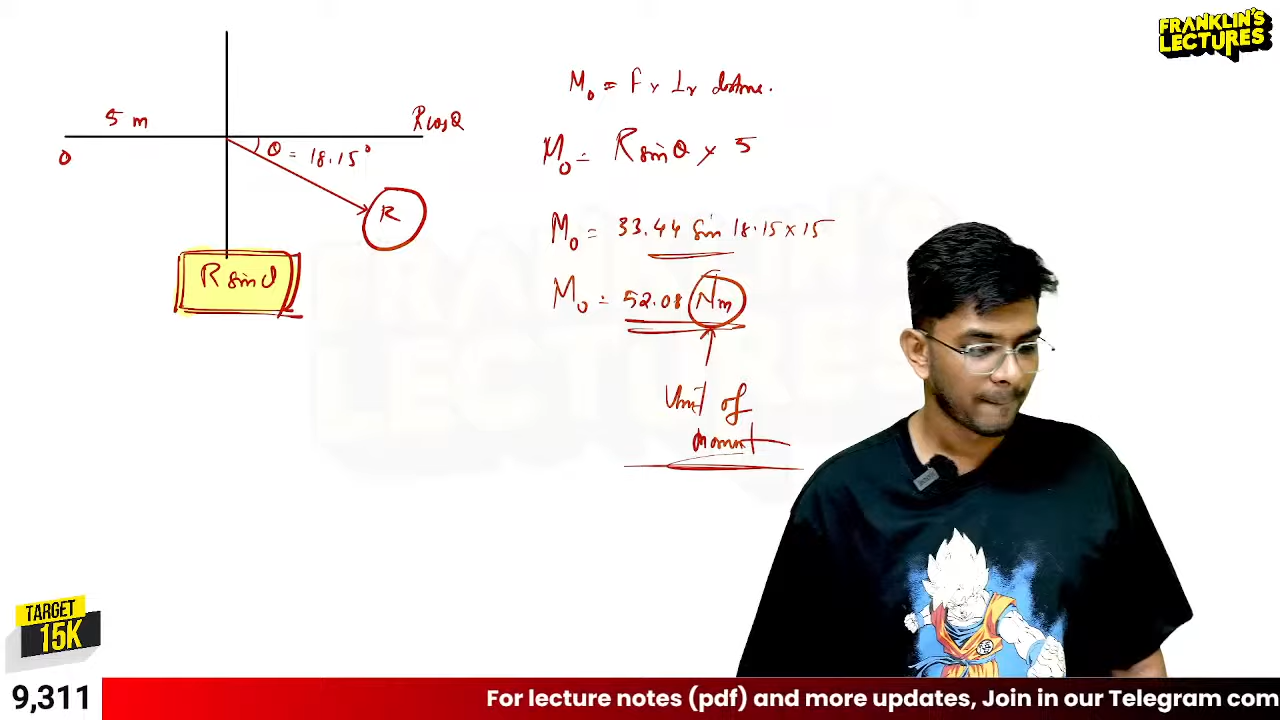 FRANKLIN'S
LECTURES
M₀ = F × ⊥r distance.
5 m
R cos θ
0
θ = 18.15°
M₀ = R sin θ × 5
R
M₀ = 33.44 sin 18.15 × 15
R sin θ
M₀ = 52.08 Nm
Unit of
moment
TARGET
15K
9,311
For lecture notes (pdf) and more updates, Join in our Telegram com